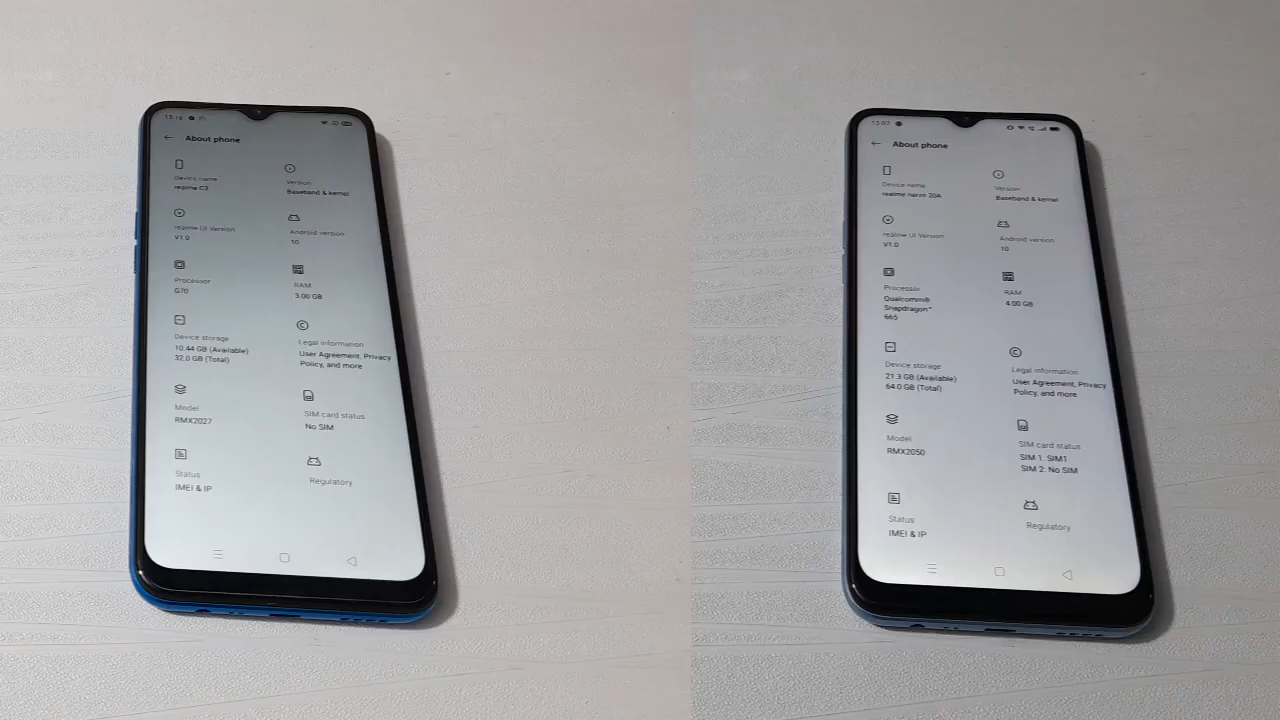 13:16
About phone
Device name
realme C3
Version
Baseband & kernel
realme UI Version
V1.0
Android version
10
Processor
G70
RAM
3.00 GB
Device storage
10.44 GB (Available)
32.0 GB (Total)
Legal information
User Agreement, Privacy
Policy, and more
Model
RMX2027
SIM card status
No SIM
Status
IMEI & IP
Regulatory
13:07
About phone
Device name
realme narzo 20A
Version
Baseband & kernel
realme UI Version
V1.0
Android version
10
Processor
Qualcomm®
Snapdragon™
665
RAM
4.00 GB
Device storage
21.3 GB (Available)
64.0 GB (Total)
Legal information
User Agreement, Privacy
Policy, and more
Model
RMX2050
SIM card status
SIM 1: SIM1
SIM 2: No SIM
Status
IMEI & IP
Regulatory